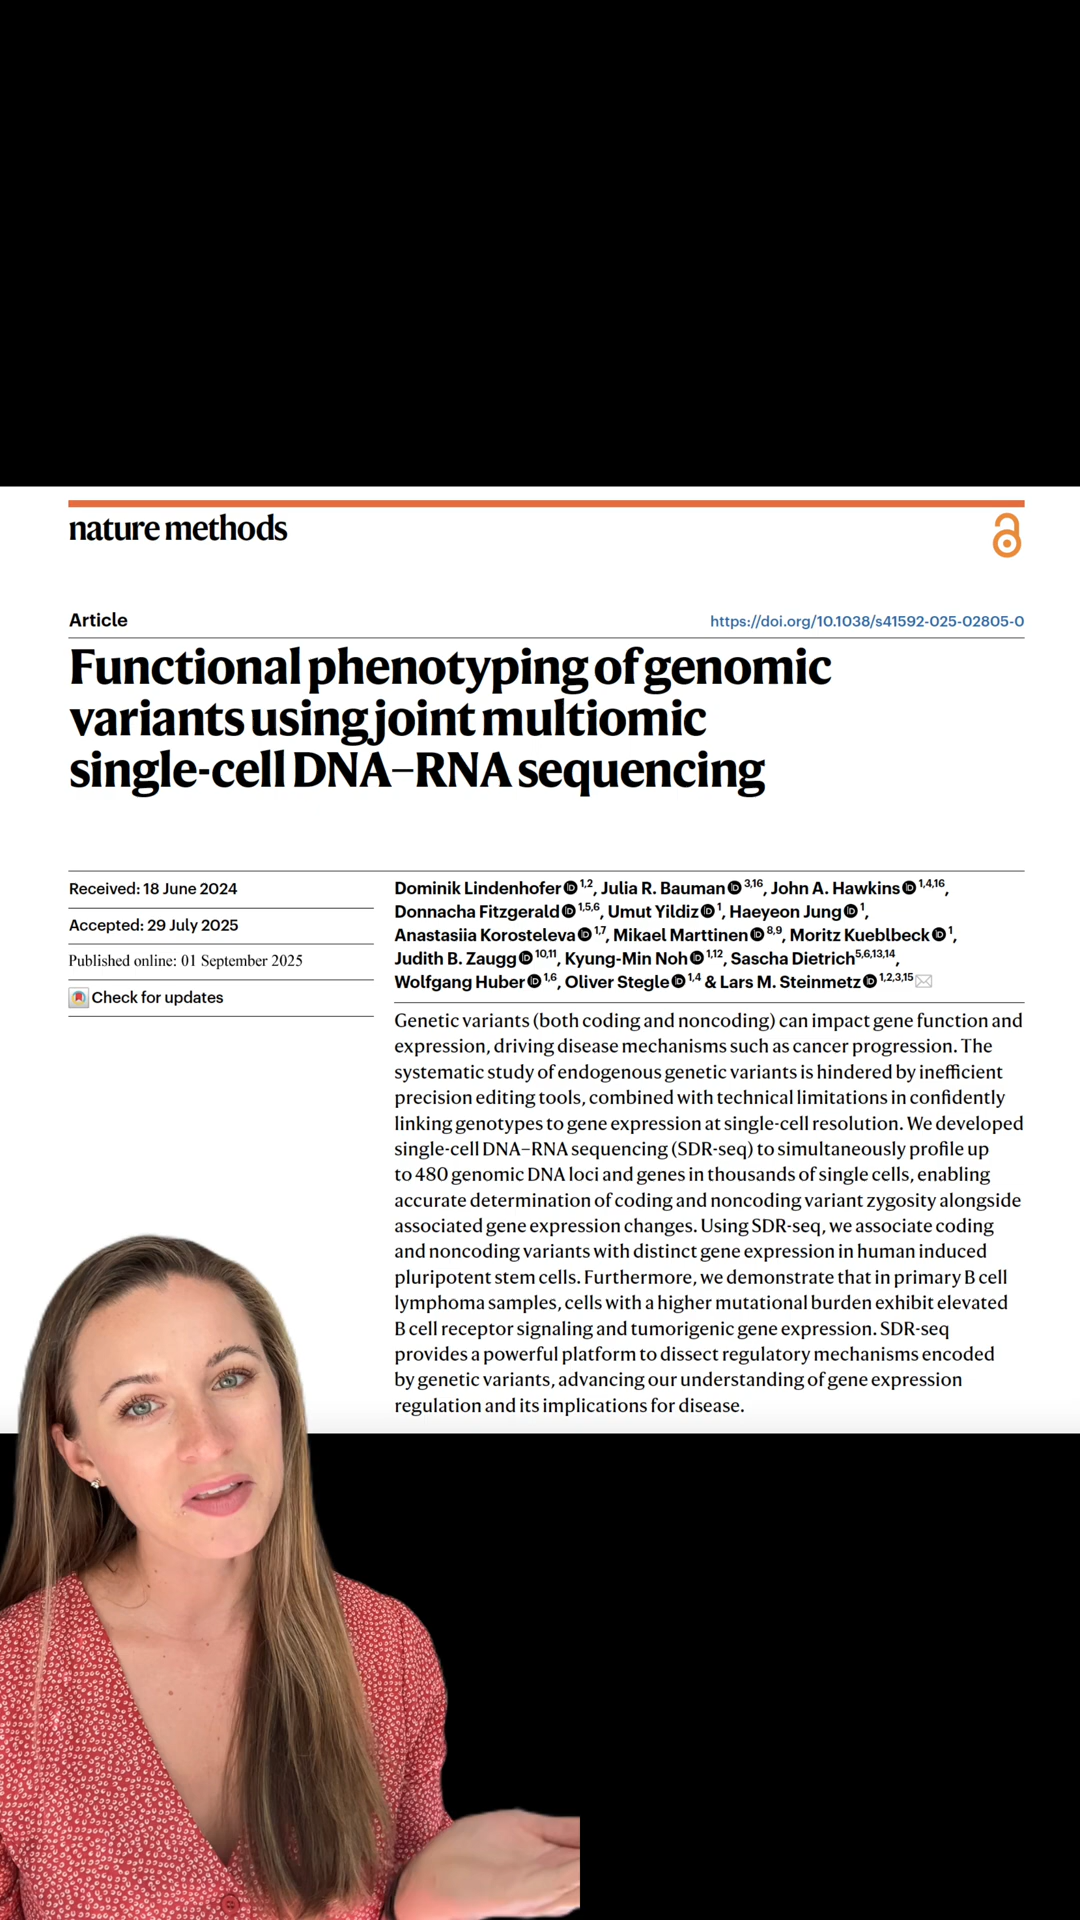 nature methods
Article
https://doi.org/10.1038/s41592-025-02805-0
Functional phenotyping of genomic
variants using joint multiomic
single-cell DNA–RNA sequencing
Received: 18 June 2024
Accepted: 29 July 2025
Published online: 01 September 2025
Check for updates
Dominik Lindenhofer 1,2, Julia R. Bauman 3,16, John A. Hawkins 1,4,16,
Donnacha Fitzgerald 1,5,6, Umut Yildiz 1, Haeyeon Jung 1,
Anastasiia Korosteleva 1,7, Mikael Marttinen 8,9, Moritz Kueblbeck 1,
Judith B. Zaugg 10,11, Kyung-Min Noh 1,12, Sascha Dietrich5,6,13,14,
Wolfgang Huber 1,6, Oliver Stegle 1,4 & Lars M. Steinmetz 1,2,3,15
Genetic variants (both coding and noncoding) can impact gene function and
expression, driving disease mechanisms such as cancer progression. The
systematic study of endogenous genetic variants is hindered by inefficient
precision editing tools, combined with technical limitations in confidently
linking genotypes to gene expression at single-cell resolution. We developed
single-cell DNA–RNA sequencing (SDR-seq) to simultaneously profile up
to 480 genomic DNA loci and genes in thousands of single cells, enabling
accurate determination of coding and noncoding variant zygosity alongside
associated gene expression changes. Using SDR-seq, we associate coding
and noncoding variants with distinct gene expression in human induced
pluripotent stem cells. Furthermore, we demonstrate that in primary B cell
lymphoma samples, cells with a higher mutational burden exhibit elevated
B cell receptor signaling and tumorigenic gene expression. SDR-seq
provides a powerful platform to dissect regulatory mechanisms encoded
by genetic variants, advancing our understanding of gene expression
regulation and its implications for disease.